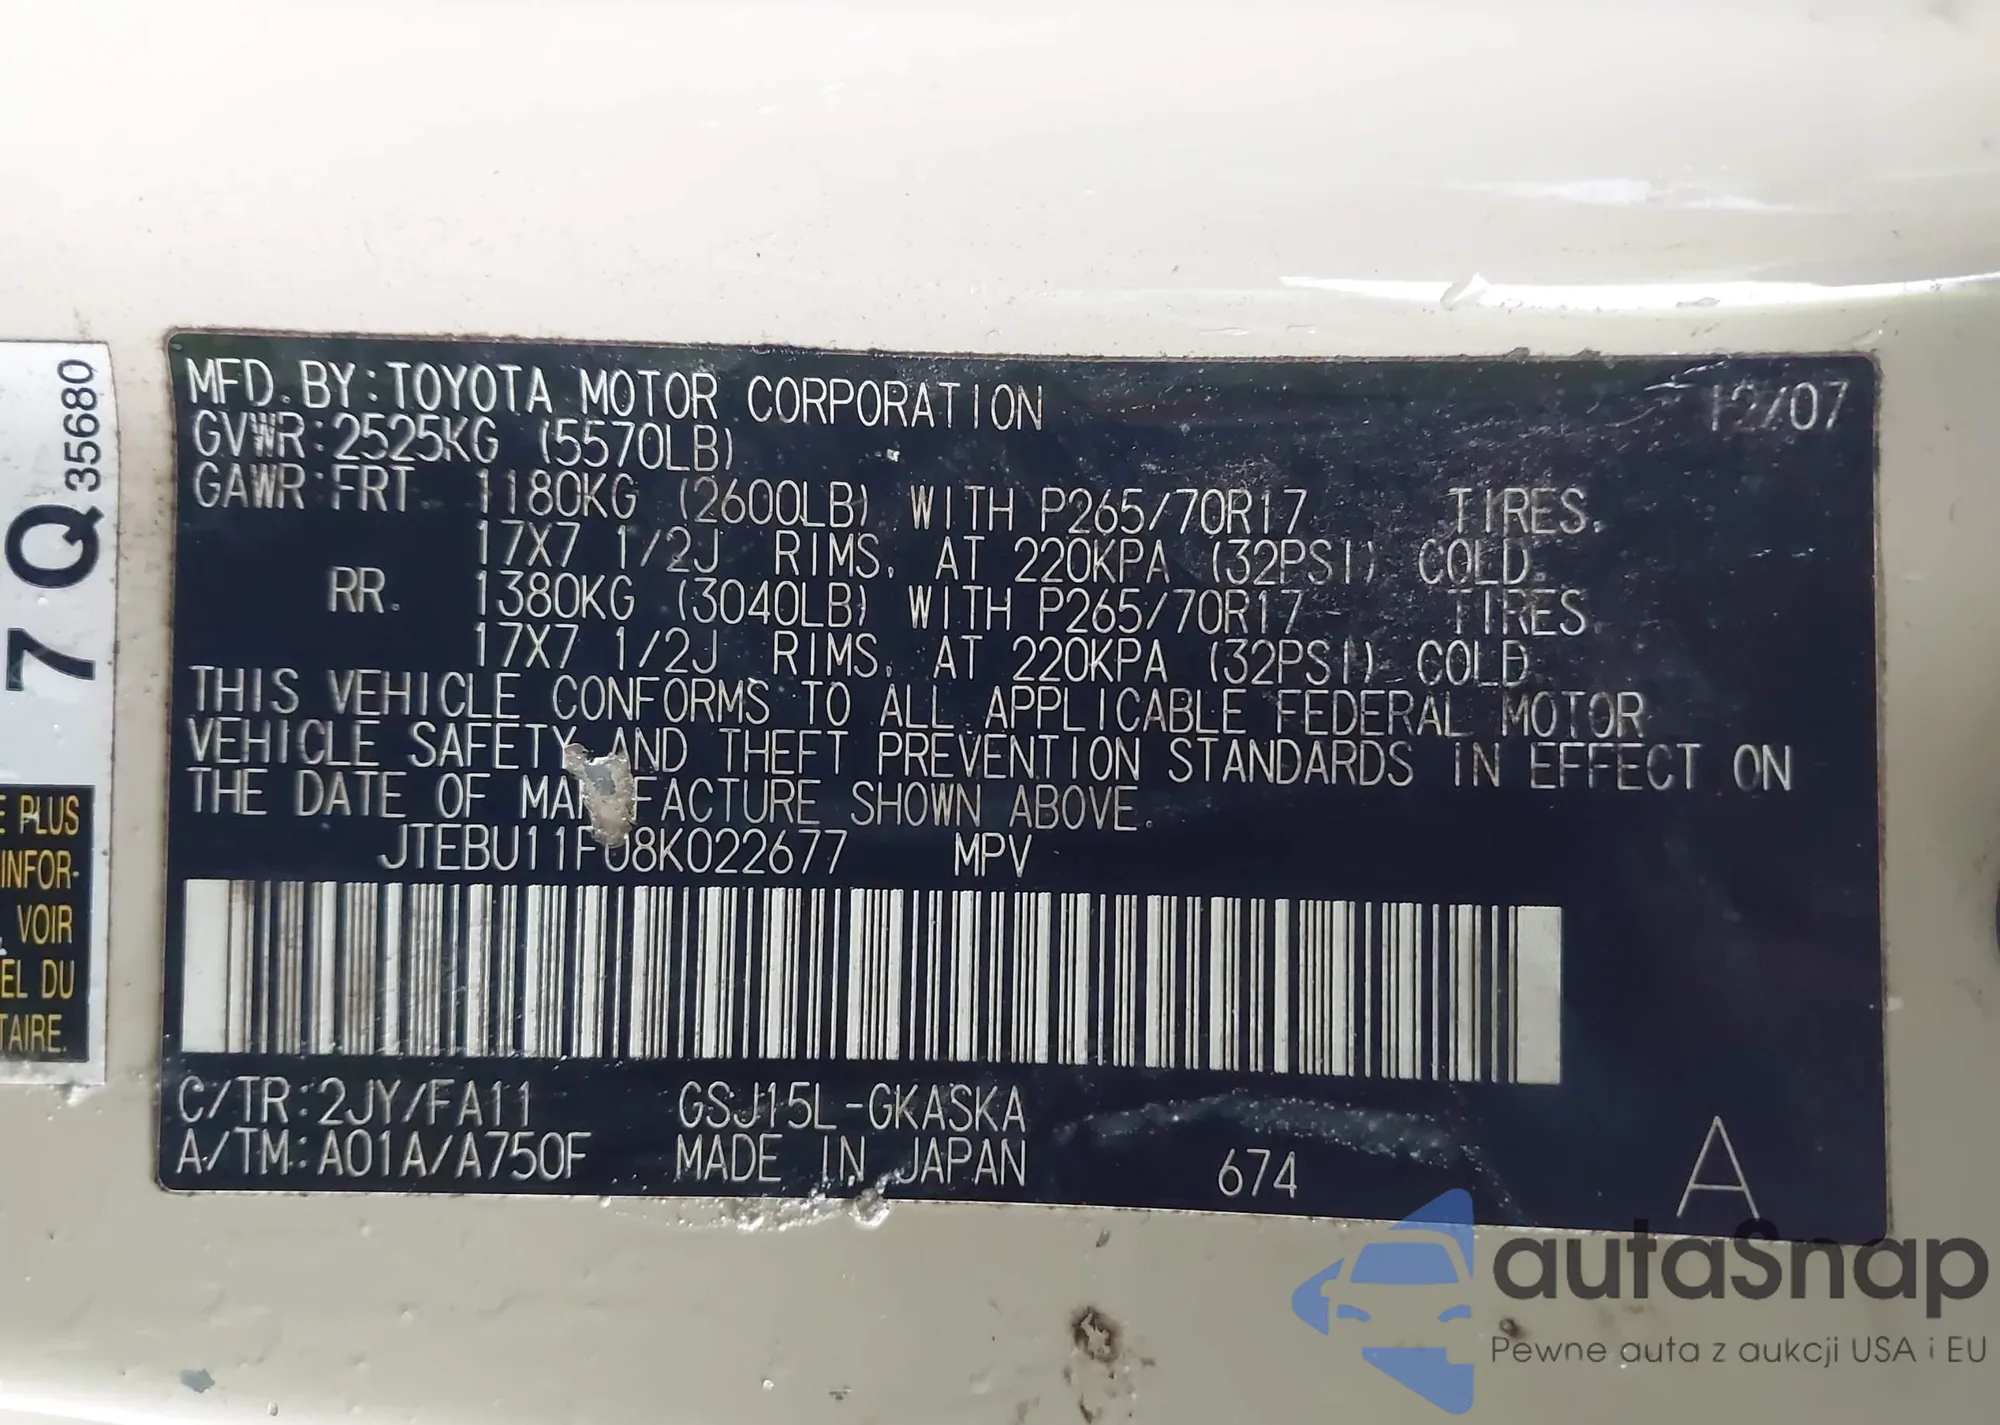 MFD. BY:TOYOTA MOTOR CORPORATION 12/07
GVWR:2525KG (5570LB)
GAWR:FRT 1180KG (2600LB) WITH P265/70R17 TIRES.
17X7 1/2J RIMS, AT 220KPA (32PSI) COLD.
RR. 1380KG (3040LB) WITH P265/70R17 TIRES
17X7 1/2J RIMS, AT 220KPA (32PSI) COLD
THIS VEHICLE CONFORMS TO ALL APPLICABLE FEDERAL MOTOR
VEHICLE SAFETY AND THEFT PREVENTION STANDARDS IN EFFECT ON
THE DATE OF MANUFACTURE SHOWN ABOVE.
JTEBU11F08K022677 MPV
C/TR:2JY/FA11 GSJ15L-GKASKA
A/TM:A01A/A750F MADE IN JAPAN 674 A
7 Q 35680
E PLUS
INFOR-
VOIR
EL DU
TAIRE.
autaSnap
Pewne auta z aukcji USA i EU